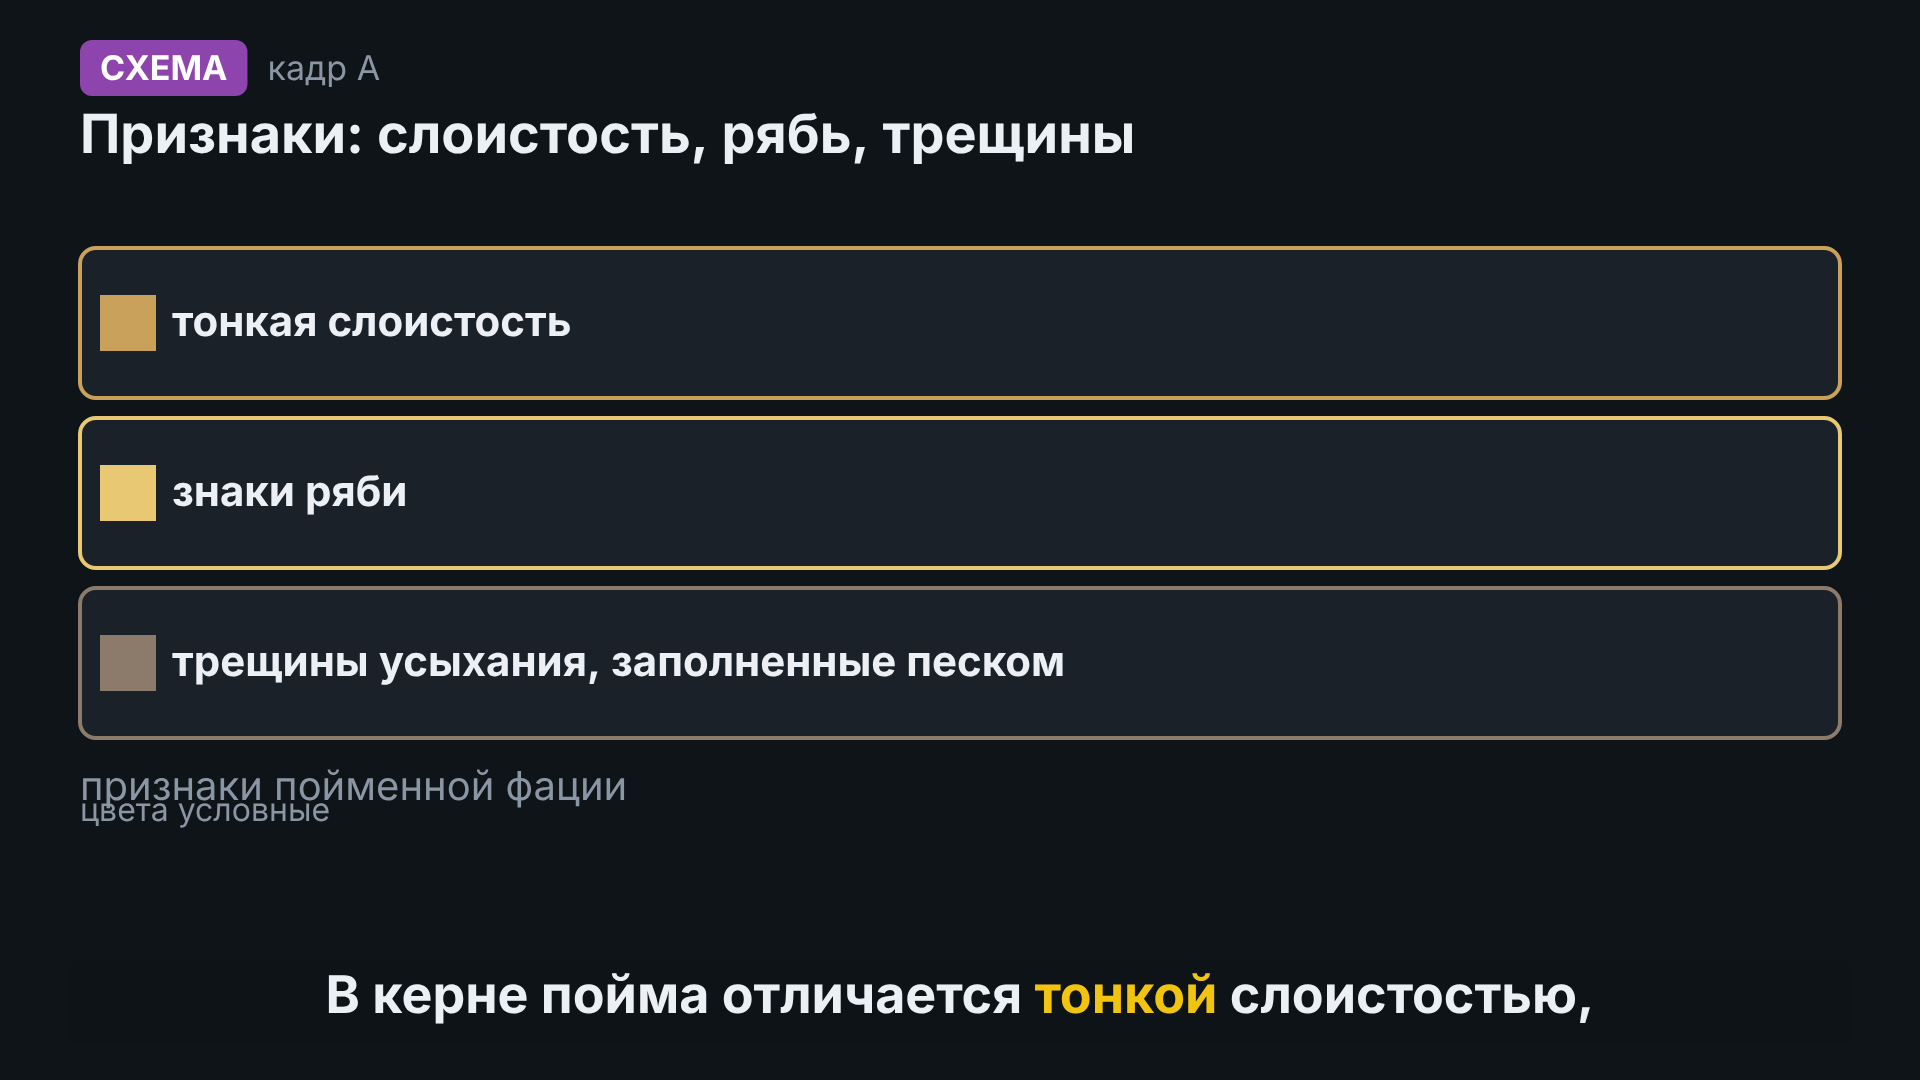 СХЕМА кадр А
Признаки: слоистость, рябь, трещины
тонкая слоистость
знаки ряби
трещины усыхания, заполненные песком
признаки пойменной фации
цвета условные
В керне пойма отличается тонкой слоистостью,